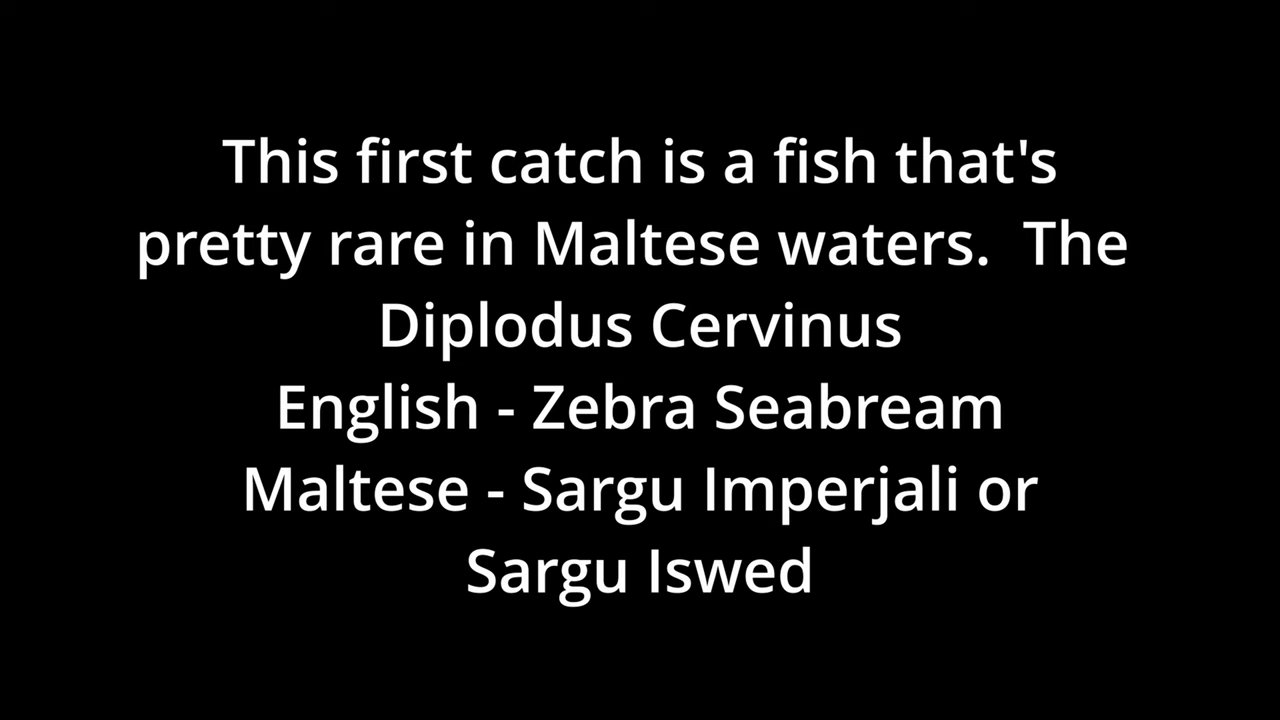 This first catch is a fish that's
pretty rare in Maltese waters.  The
Diplodus Cervinus
English - Zebra Seabream
Maltese - Sargu Imperjali or
Sargu Iswed